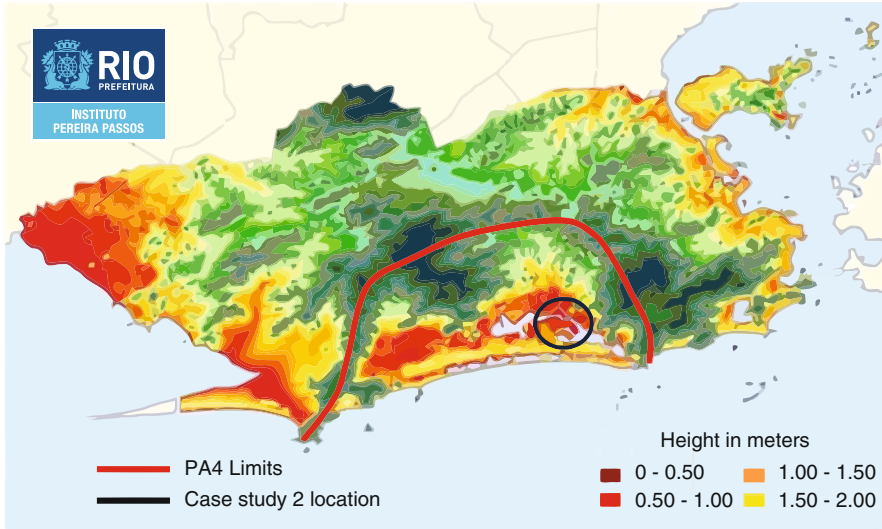 RIO
PREFEITURA
INSTITUTO
PEREIRA PASSOS
PA4 Limits
Case study 2 location
Height in meters
0 - 0.50
1.00 - 1.50
0.50 - 1.00
1.50 - 2.00